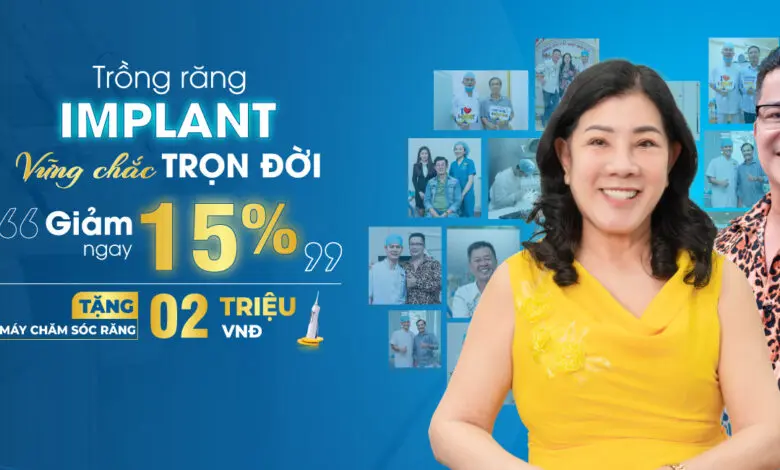 Trồng răng
IMPLANT
Vững chắc TRỌN ĐỜI
“ Giảm ngay 15% ”
TẶNG
MÁY CHĂM SÓC RĂNG
02 TRIỆU
VNĐ